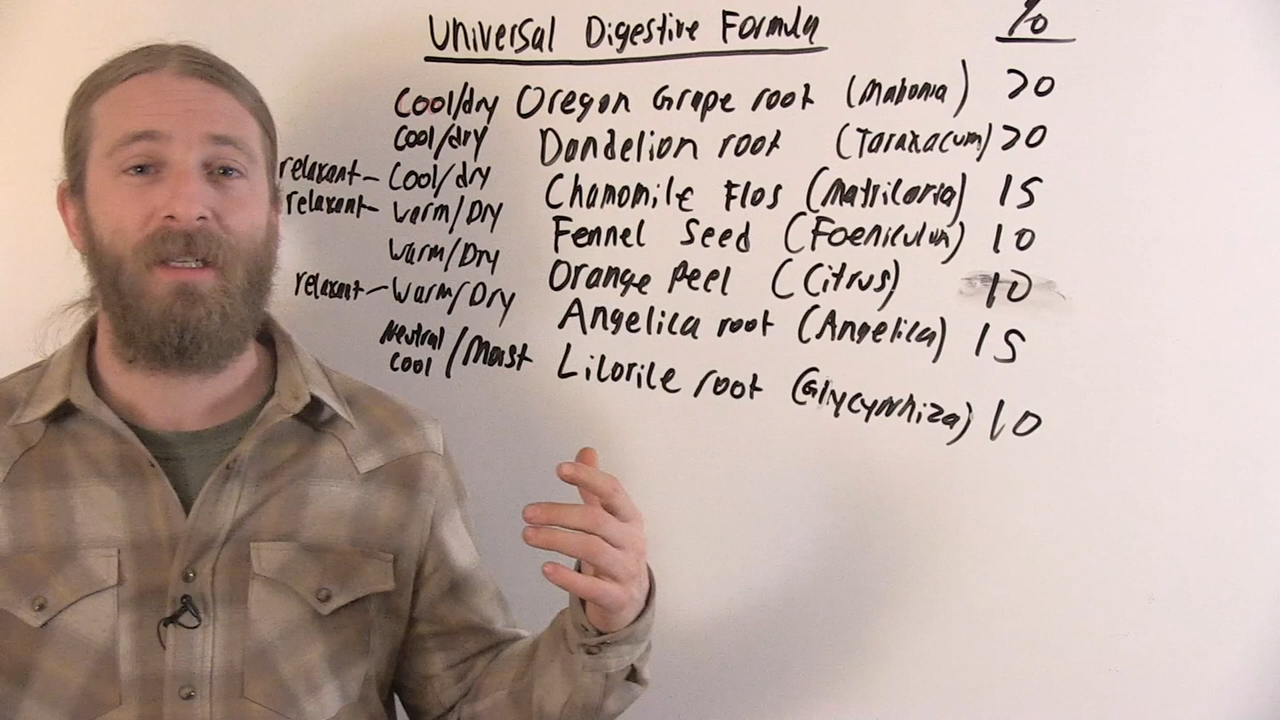 Universal Digestive Formula %
Cool/dry Oregon Grape root (Mahonia) 20
Cool/dry Dandelion root (Taraxacum) 20
relaxant - Cool/dry Chamomile Flos (Matricaria) 15
relaxant - Warm/Dry Fennel Seed (Foeniculum) 10
Warm/Dry Orange Peel (Citrus) 10
relaxant - Warm/Dry Angelica root (Angelica) 15
Neutral cool / Moist Licorice root (Glycyrrhiza) 10